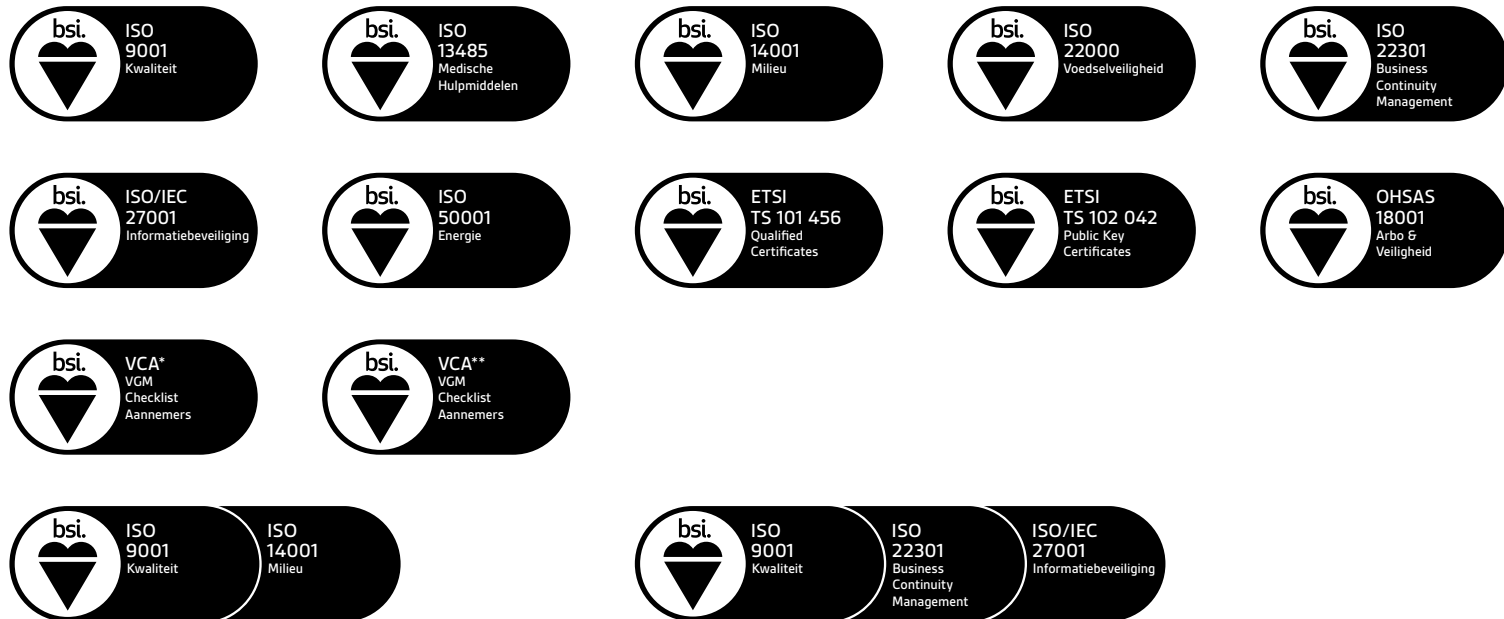 bsi.
ISO
9001
Kwaliteit
bsi.
ISO
13485
Medische
Hulpmiddelen
bsi.
ISO
14001
Milieu
bsi.
ISO
22000
Voedselveiligheid
bsi.
ISO
22301
Business
Continuity
Management
bsi.
ISO/IEC
27001
Informatiebeveiliging
bsi.
ISO
50001
Energie
bsi.
ETSI
TS 101 456
Qualified
Certificates
bsi.
ETSI
TS 102 042
Public Key
Certificates
bsi.
OHSAS
18001
Arbo &
Veiligheid
bsi.
VCA*
VGM
Checklist
Aannemers
bsi.
VCA**
VGM
Checklist
Aannemers
bsi.
ISO
9001
Kwaliteit
ISO
14001
Milieu
bsi.
ISO
9001
Kwaliteit
ISO
22301
Business
Continuity
Management
ISO/IEC
27001
Informatiebeveiliging